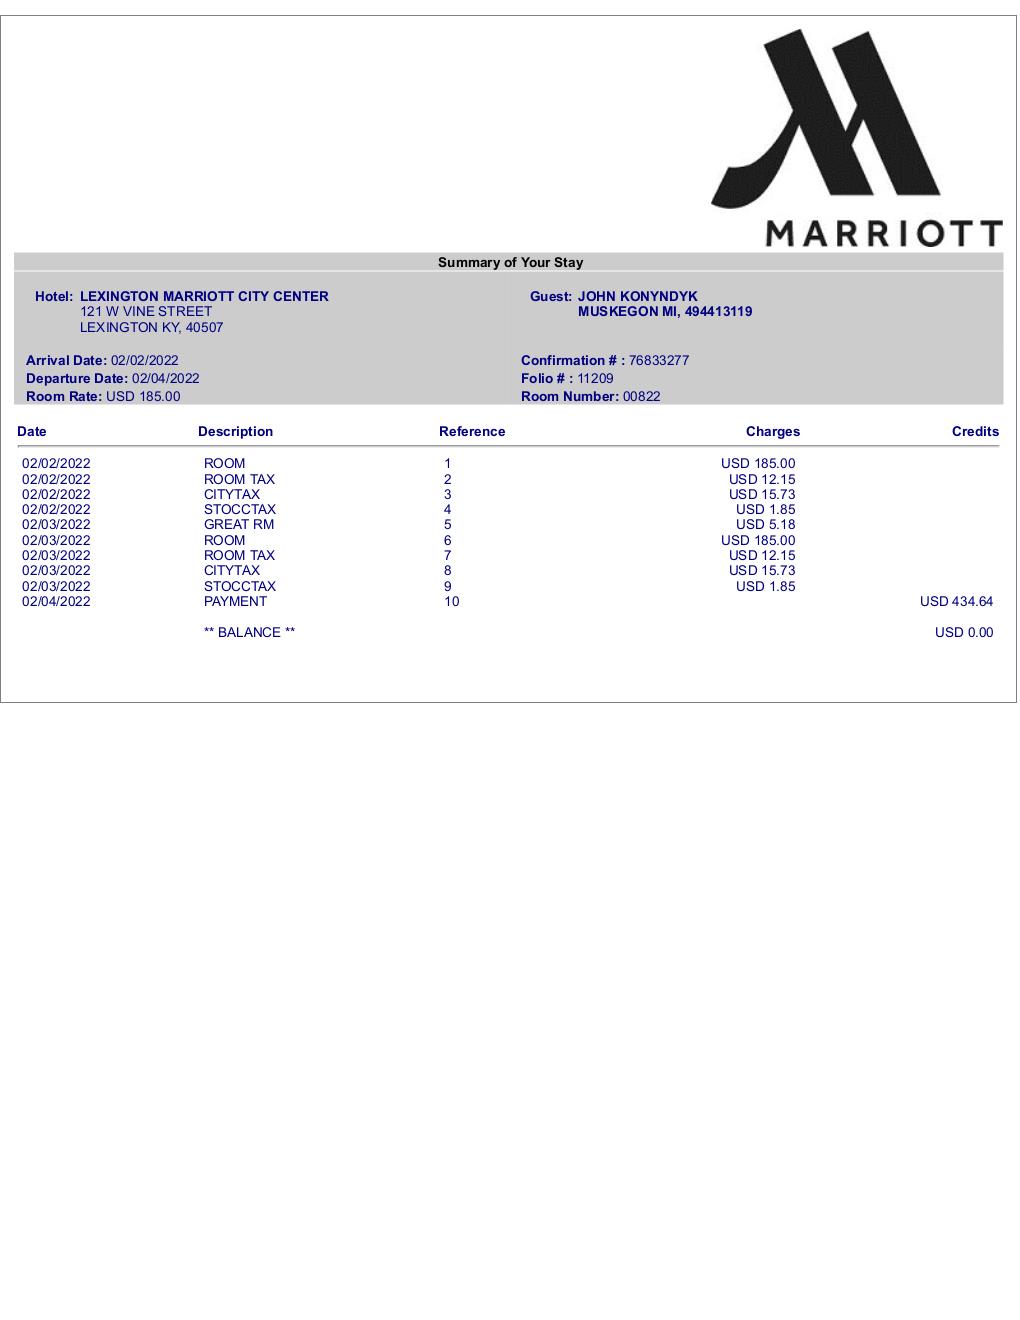 MARRIOTT
Summary of Your Stay
Hotel: LEXINGTON MARRIOTT CITY CENTER
121 W VINE STREET
LEXINGTON KY, 40507
Guest: JOHN KONYNDYK
MUSKEGON MI, 494413119
Arrival Date: 02/02/2022
Departure Date: 02/04/2022
Room Rate: USD 185.00
Confirmation # : 76833277
Folio # : 11209
Room Number: 00822
Date Description Reference Charges Credits
02/02/2022 ROOM 1 USD 185.00
02/02/2022 ROOM TAX 2 USD 12.15
02/02/2022 CITYTAX 3 USD 15.73
02/02/2022 STOCCTAX 4 USD 1.85
02/03/2022 GREAT RM 5 USD 5.18
02/03/2022 ROOM 6 USD 185.00
02/03/2022 ROOM TAX 7 USD 12.15
02/03/2022 CITYTAX 8 USD 15.73
02/03/2022 STOCCTAX 9 USD 1.85
02/04/2022 PAYMENT 10 USD 434.64
** BALANCE ** USD 0.00